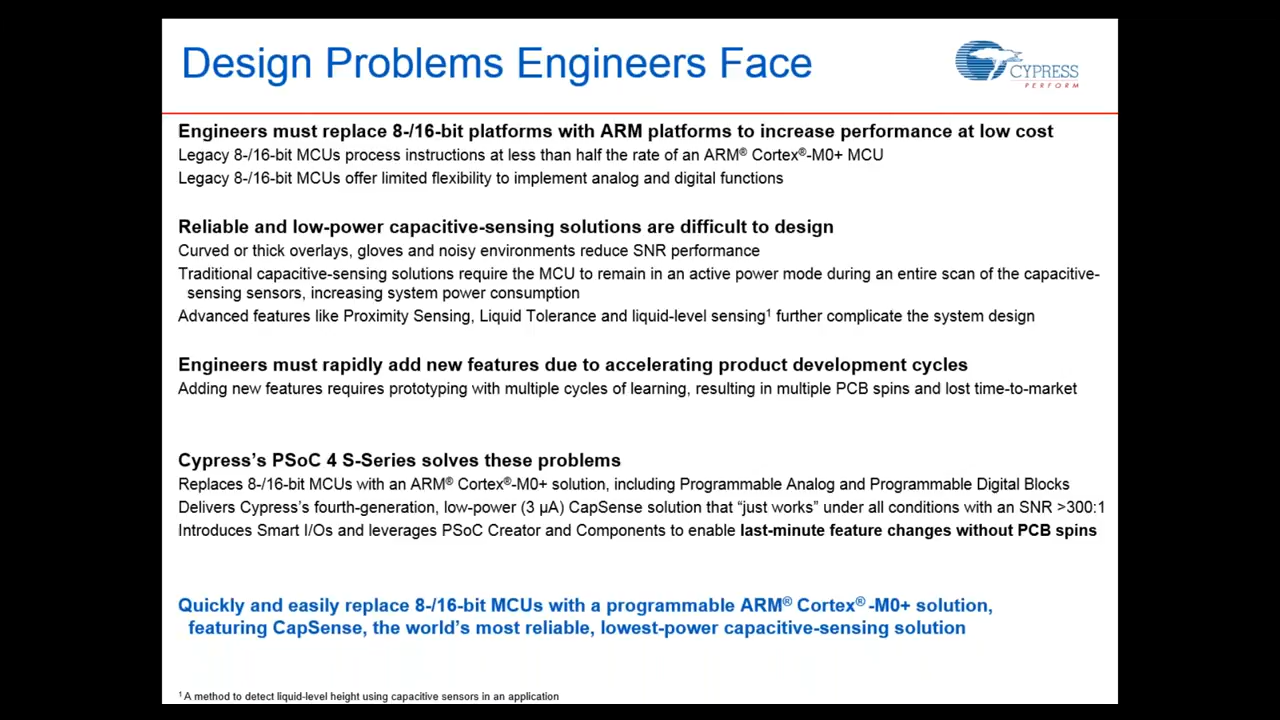 Design Problems Engineers Face
CYPRESS
PERFORM
Engineers must replace 8-/16-bit platforms with ARM platforms to increase performance at low cost
Legacy 8-/16-bit MCUs process instructions at less than half the rate of an ARM® Cortex®-M0+ MCU
Legacy 8-/16-bit MCUs offer limited flexibility to implement analog and digital functions
Reliable and low-power capacitive-sensing solutions are difficult to design
Curved or thick overlays, gloves and noisy environments reduce SNR performance
Traditional capacitive-sensing solutions require the MCU to remain in an active power mode during an entire scan of the capacitive-
sensing sensors, increasing system power consumption
Advanced features like Proximity Sensing, Liquid Tolerance and liquid-level sensing¹ further complicate the system design
Engineers must rapidly add new features due to accelerating product development cycles
Adding new features requires prototyping with multiple cycles of learning, resulting in multiple PCB spins and lost time-to-market
Cypress's PSoC 4 S-Series solves these problems
Replaces 8-/16-bit MCUs with an ARM® Cortex®-M0+ solution, including Programmable Analog and Programmable Digital Blocks
Delivers Cypress's fourth-generation, low-power (3 µA) CapSense solution that “just works” under all conditions with an SNR >300:1
Introduces Smart I/Os and leverages PSoC Creator and Components to enable last-minute feature changes without PCB spins
Quickly and easily replace 8-/16-bit MCUs with a programmable ARM® Cortex® -M0+ solution,
featuring CapSense, the world's most reliable, lowest-power capacitive-sensing solution
¹ A method to detect liquid-level height using capacitive sensors in an application